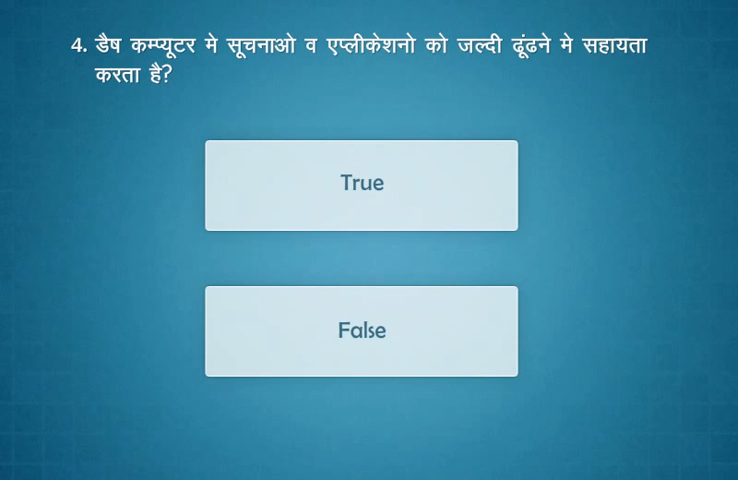 4. डैष कम्प्यूटर मे सूचनाओ व एप्लीकेशनो को जल्दी ढूंढने मे सहायता
करता है?
True
False